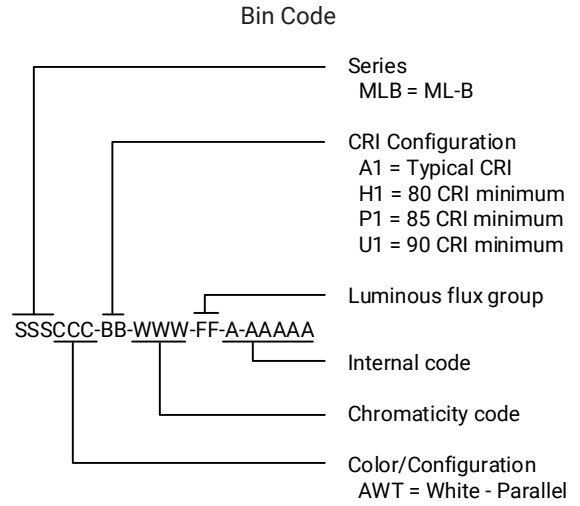 Bin Code
Series
MLB = ML-B
CRI Configuration
A1 = Typical CRI
H1 = 80 CRI minimum
P1 = 85 CRI minimum
U1 = 90 CRI minimum
Luminous flux group
SSSCCC-BB-WWW-FF-A-AAAAA
Internal code
Chromaticity code
Color/Configuration
AWT = White - Parallel